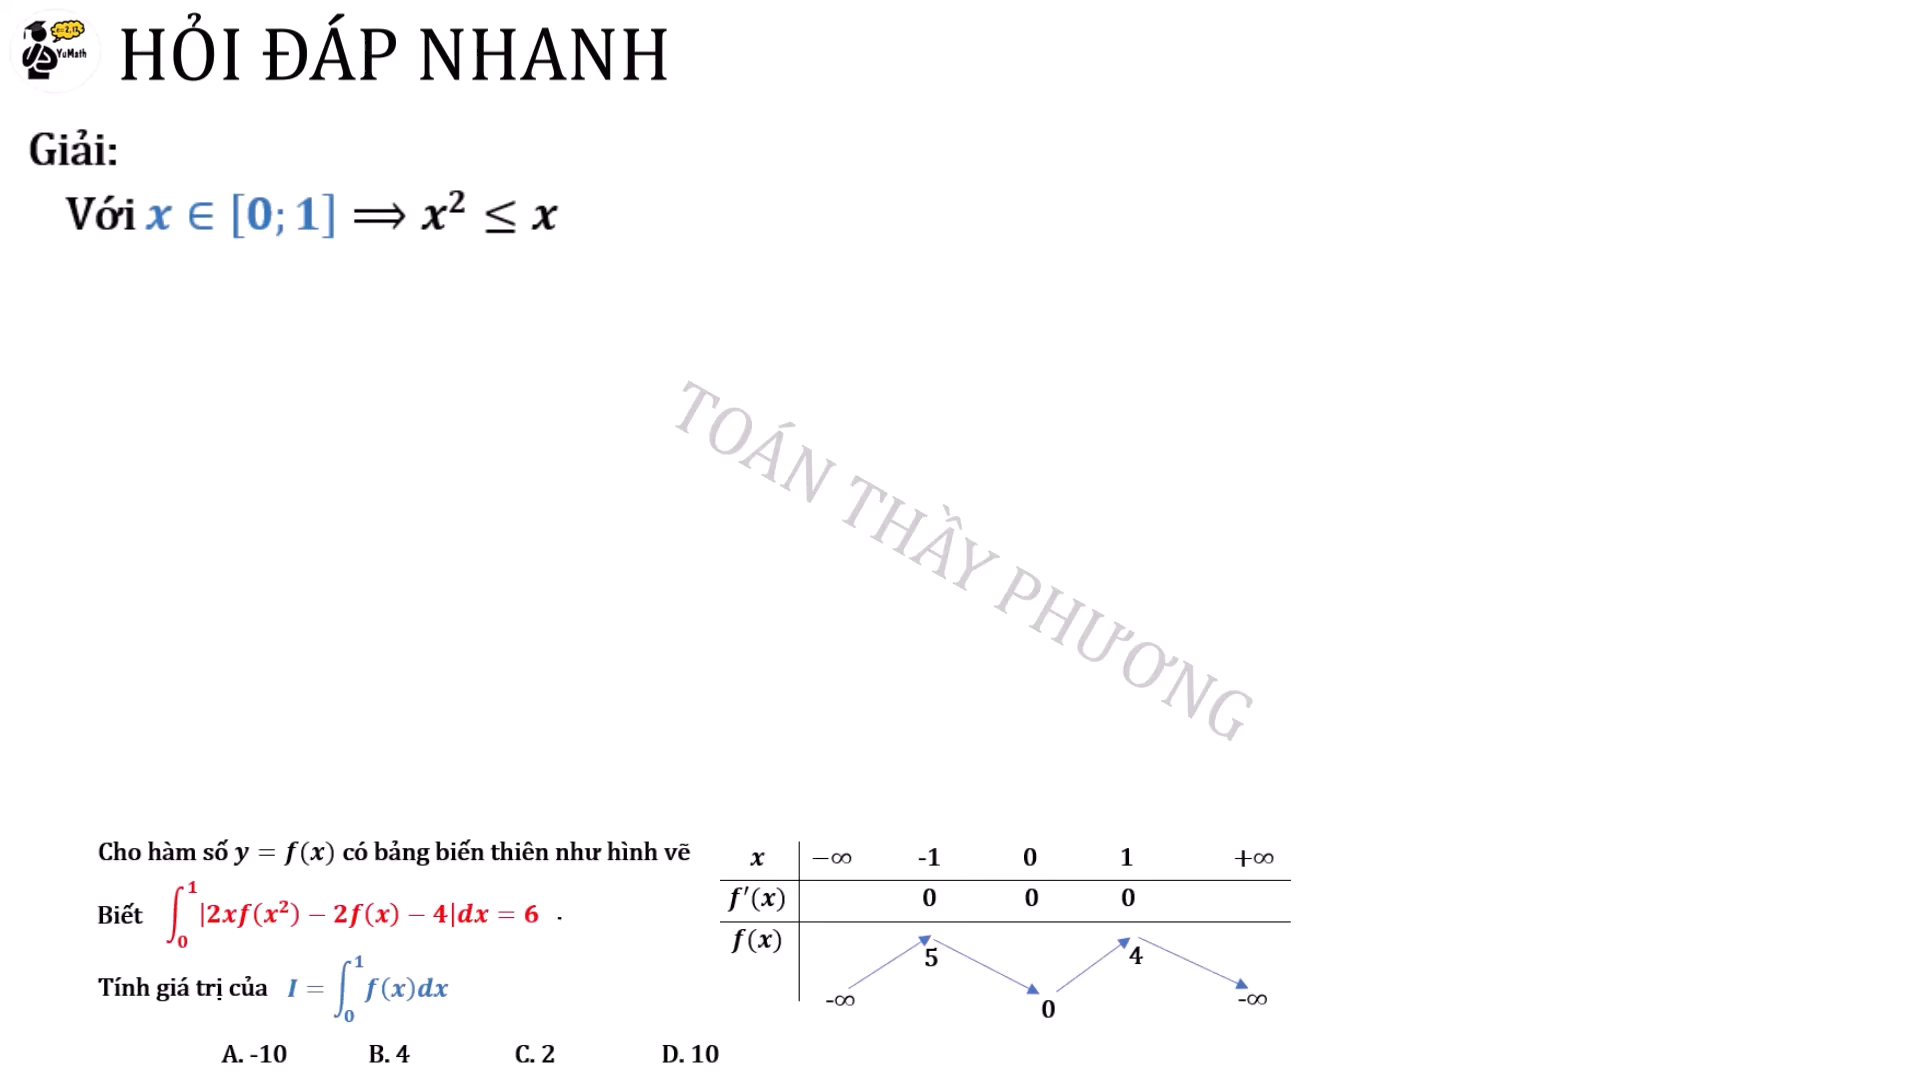 YuMath
HỎI ĐÁP NHANH
Giải:
Với x ∈ [0; 1] ⟹ x² ≤ x
TOÁN THẦY PHƯƠNG
Cho hàm số y = f(x) có bảng biến thiên như hình vẽ
Biết ∫₀¹ |2xf(x²) − 2f(x) − 4|dx = 6 .
Tính giá trị của I = ∫₀¹ f(x)dx
A. -10 B. 4 C. 2 D. 10
x −∞ -1 0 1 +∞
f′(x) 0 0 0
f(x)
5 4
-∞ 0 -∞